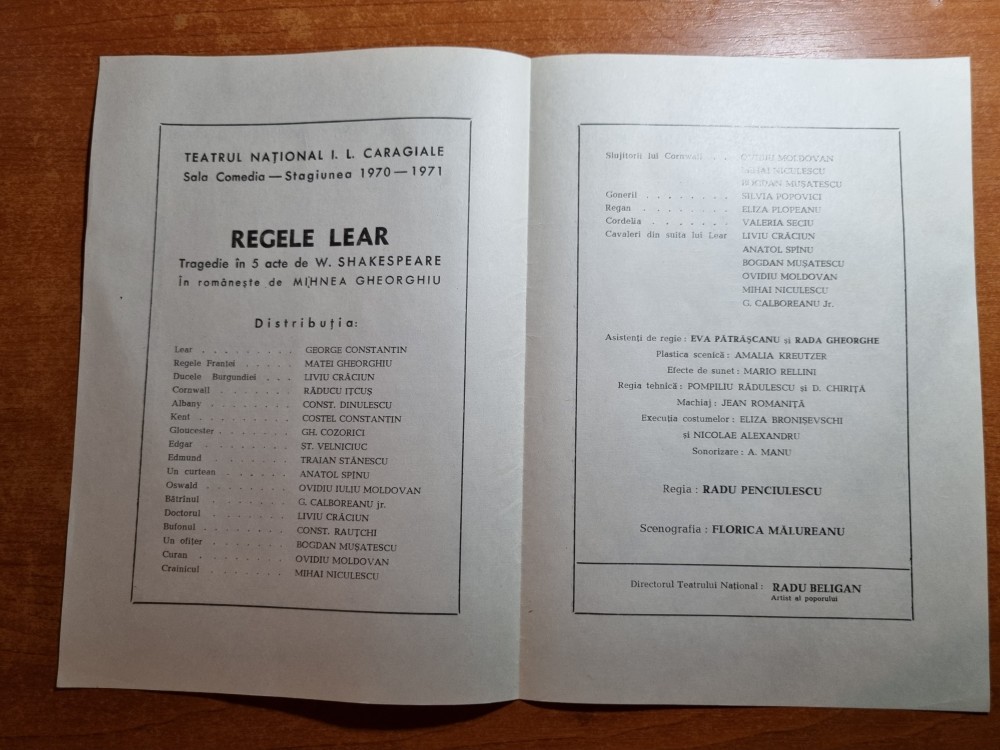 TEATRUL NAȚIONAL I. L. CARAGIALE
Sala Comedia — Stagiunea 1970 — 1971
REGELE LEAR
Tragedie în 5 acte de W. SHAKESPEARE
În românește de MIHNEA GHEORGHIU
Distribuția:
Lear . . . . . . . . . GEORGE CONSTANTIN
Regele Franței . . . . . MATEI GHEORGHIU
Ducele Burgundiei . . . LIVIU CRĂCIUN
Cornwall . . . . . . . . RĂDUCU IȚCUȘ
Albany . . . . . . . . . CONST. DINULESCU
Kent . . . . . . . . . COSTEL CONSTANTIN
Gloucester . . . . . . . GH. COZORICI
Edgar . . . . . . . . ȘT. VELNICIUC
Edmund . . . . . . . . TRAIAN STĂNESCU
Un curtean . . . . . . . ANATOL SPÎNU
Oswald . . . . . . . . OVIDIU IULIU MOLDOVAN
Bătrînul . . . . . . . . G. CALBOREANU jr.
Doctorul . . . . . . . . LIVIU CRĂCIUN
Bufonul . . . . . . . . CONST. RAUȚCHI
Un ofițer . . . . . . . . BOGDAN MUȘATESCU
Curan . . . . . . . . . OVIDIU MOLDOVAN
Crainicul . . . . . . . . MIHAI NICULESCU
Slujitorii lui Cornwall . . OVIDIU MOLDOVAN
MIHAI NICULESCU
BOGDAN MUȘATESCU
Goneril . . . . . . . SILVIA POPOVICI
Regan . . . . . . . ELIZA PLOPEANU
Cordelia . . . . . . . VALERIA SECIU
Cavaleri din suita lui Lear LIVIU CRĂCIUN
ANATOL SPÎNU
BOGDAN MUȘATESCU
OVIDIU MOLDOVAN
MIHAI NICULESCU
G. CALBOREANU Jr.
Asistenți de regie : EVA PĂTRĂȘCANU și RADA GHEORGHE
Plastica scenică : AMALIA KREUTZER
Efecte de sunet : MARIO RELLINI
Regia tehnică : POMPILIU RĂDULESCU și D. CHIRIȚĂ
Machiaj : JEAN ROMANIȚĂ
Execuția costumelor : ELIZA BRONIȘEVSCHI
și NICOLAE ALEXANDRU
Sonorizare : A. MANU
Regia : RADU PENCIULESCU
Scenografia : FLORICA MĂLUREANU
Directorul Teatrului Național : RADU BELIGAN
Artist al poporului